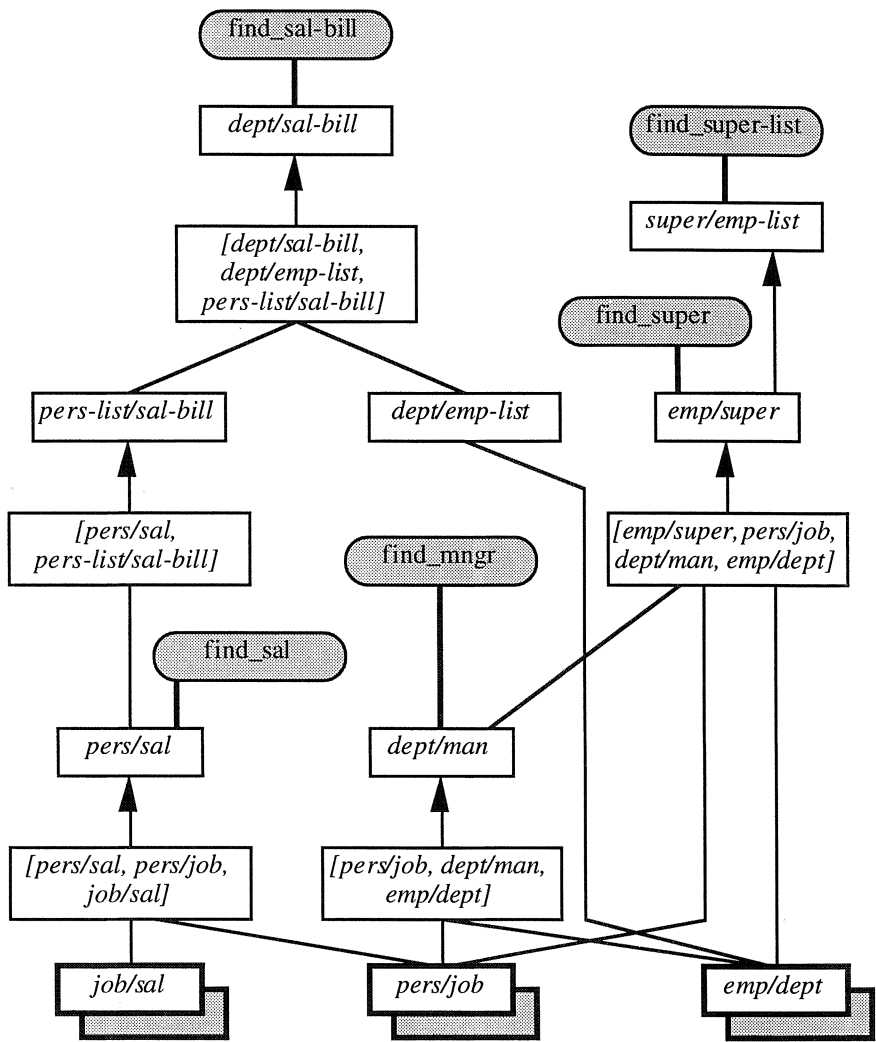 find_sal-bill
dept/sal-bill
find_super-list
super/emp-list
[dept/sal-bill,
dept/emp-list,
pers-list/sal-bill]
find_super
pers-list/sal-bill
dept/emp-list
emp/super
[pers/sal,
pers-list/sal-bill]
find_mngr
[emp/super, pers/job,
dept/man, emp/dept]
find_sal
pers/sal
dept/man
[pers/sal, pers/job,
job/sal]
[pers/job, dept/man,
emp/dept]
job/sal
pers/job
emp/dept